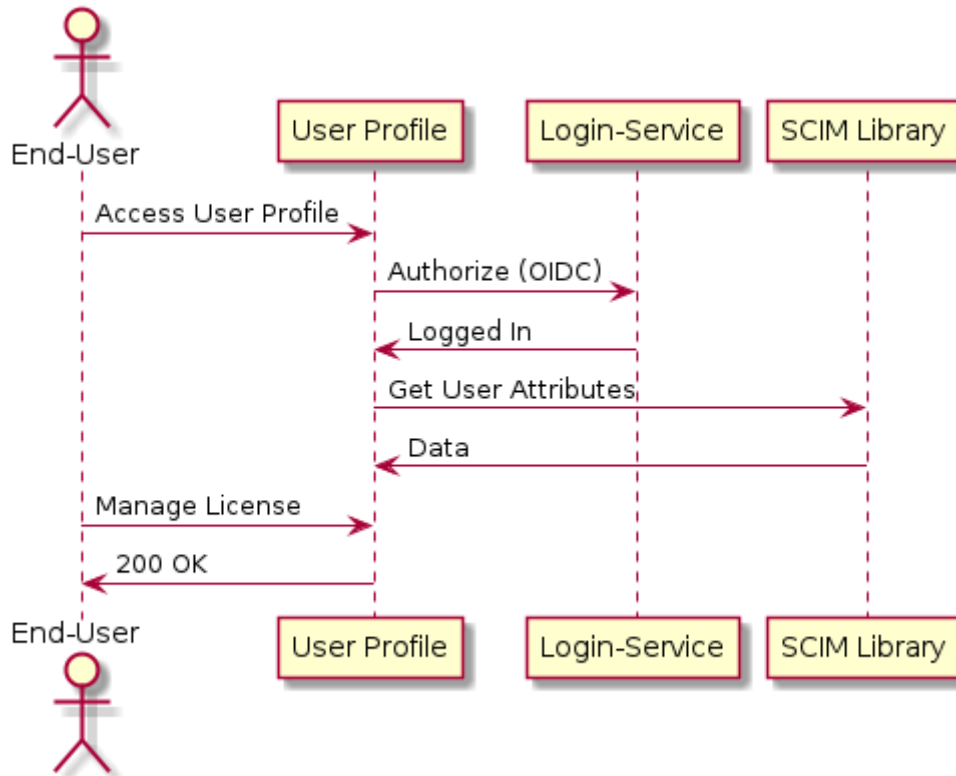 End-User
User Profile
Login-Service
SCIM Library
Access User Profile
Authorize (OIDC)
Logged In
Get User Attributes
Data
Manage License
200 OK
End-User
User Profile
Login-Service
SCIM Library